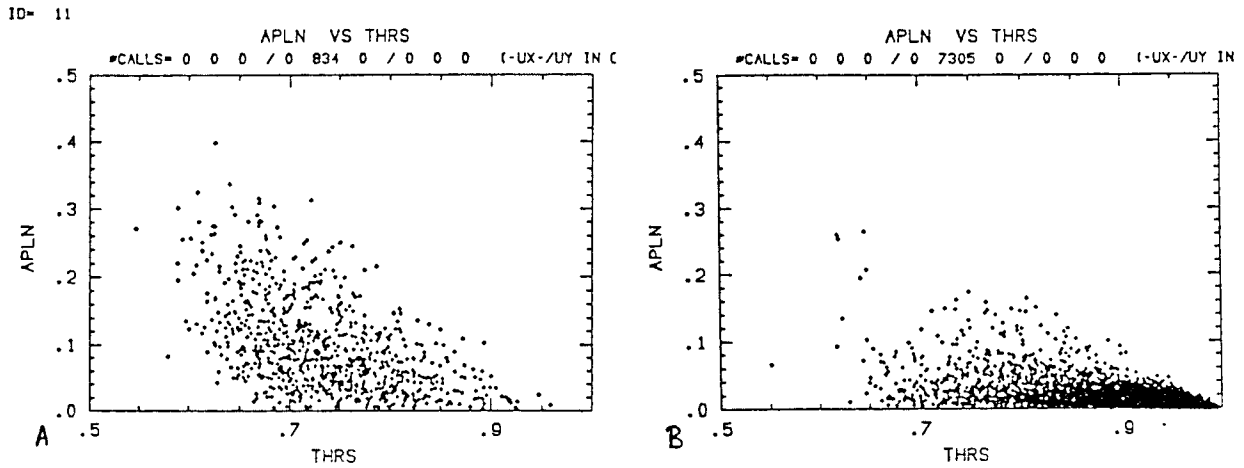 ID= 11
APLN VS THRS
#CALLS= 0 0 0 / 0 834 0 / 0 0 0 (-UX-/UY IN (
.5
.4
.3
.2
.1
.0
APLN
.5 .7 .9
THRS
A
APLN VS THRS
#CALLS= 0 0 0 / 0 7305 0 / 0 0 0 (-UX-/UY IN
.5
.4
.3
.2
.1
.0
APLN
.5 .7 .9
THRS
B